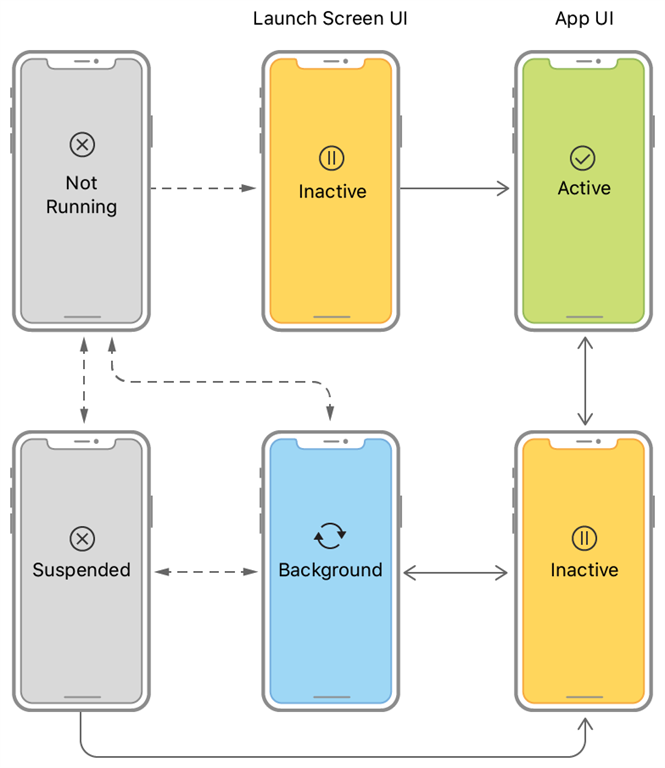 Launch Screen UI
App UI
Not
Running
Inactive
Active
Suspended
Background
Inactive